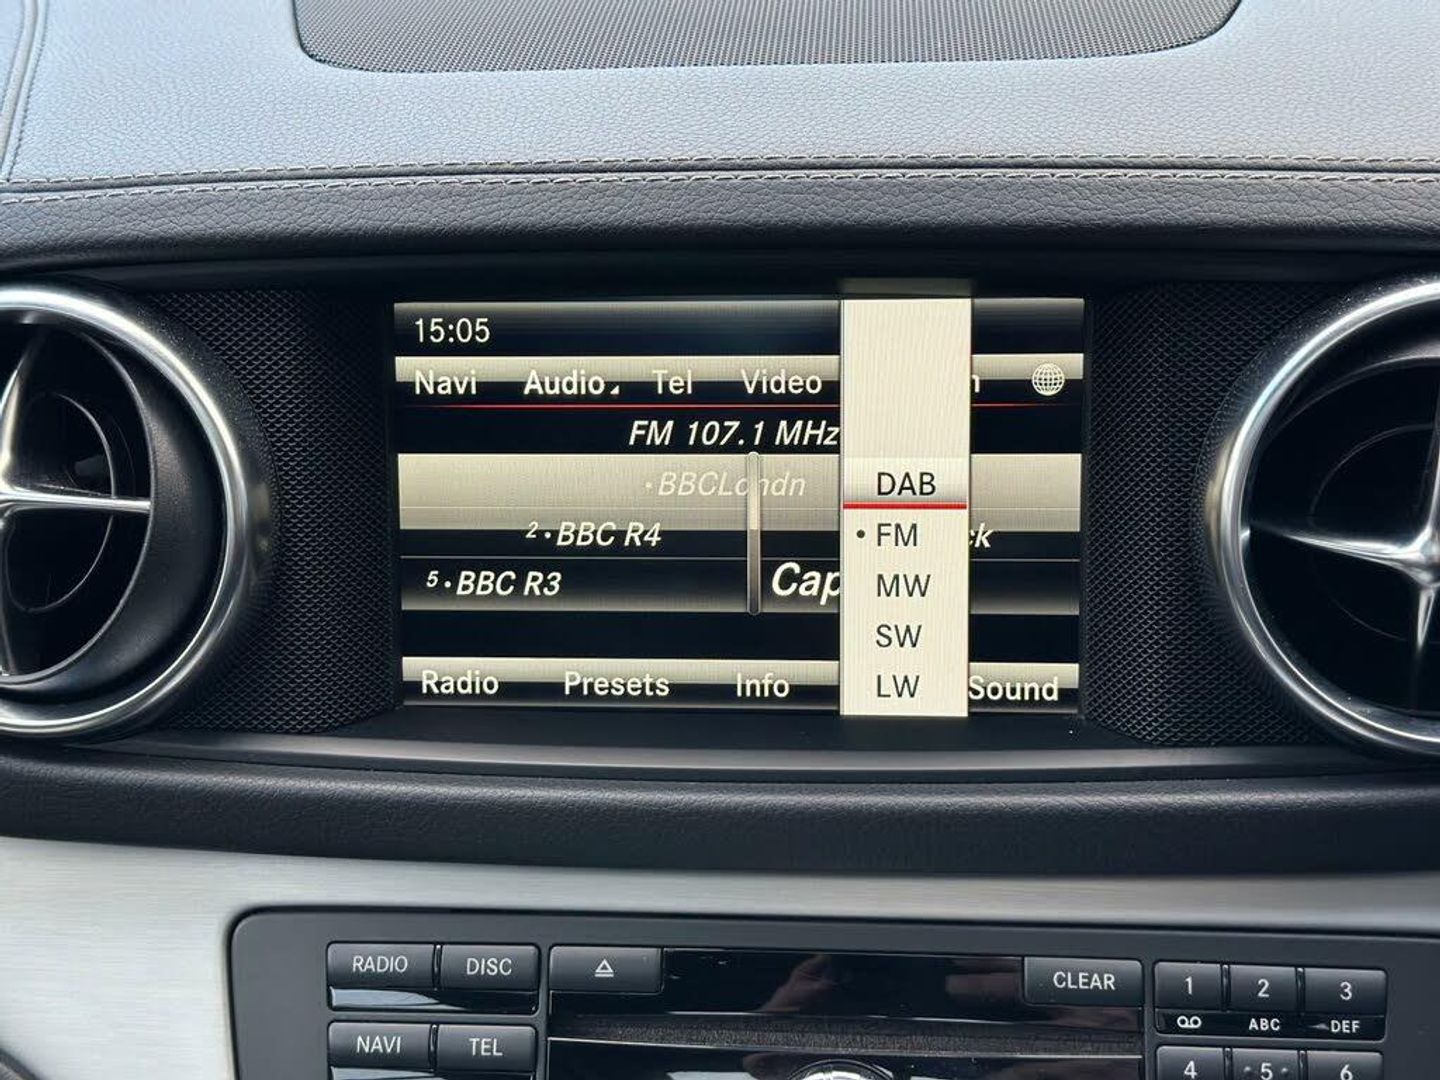 15:05
Navi Audio Tel Video
FM 107.1 MHz
•BBCLondn DAB
2•BBC R4 • FM
5•BBC R3 Cap MW
SW
Radio Presets Info LW Sound
RADIO DISC CLEAR 1 2 3
ABC DEF
NAVI TEL 4 5 6